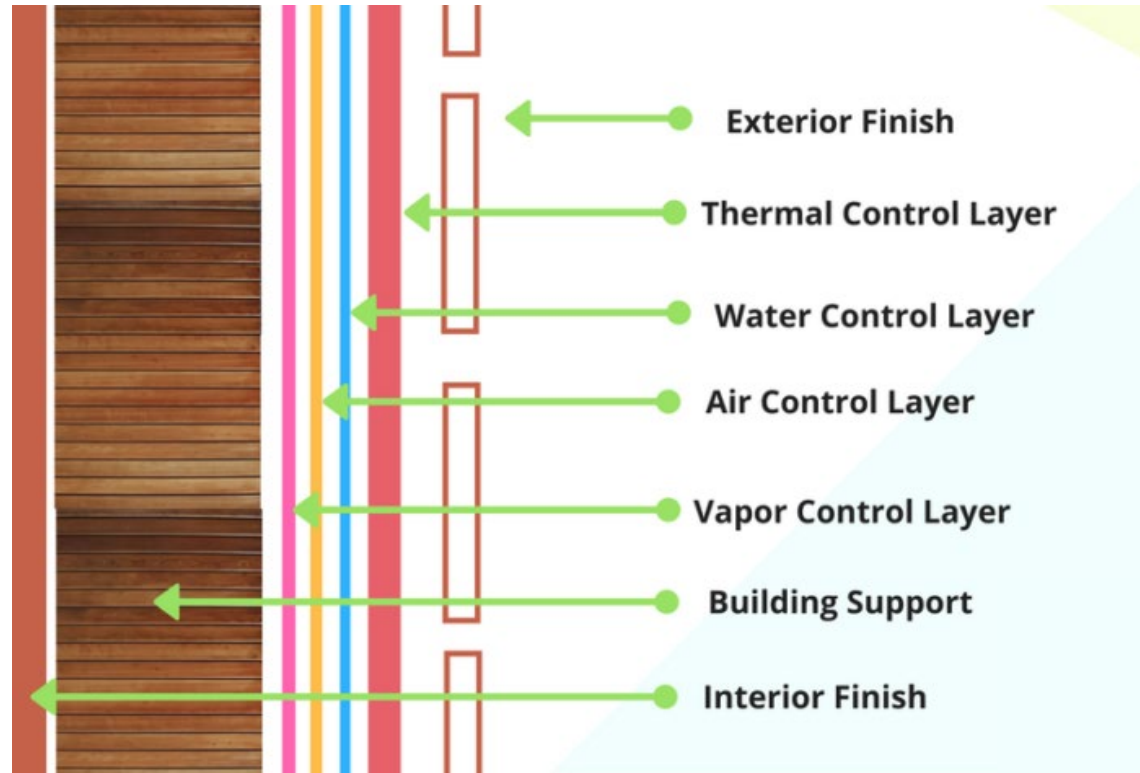 Exterior Finish
Thermal Control Layer
Water Control Layer
Air Control Layer
Vapor Control Layer
Building Support
Interior Finish